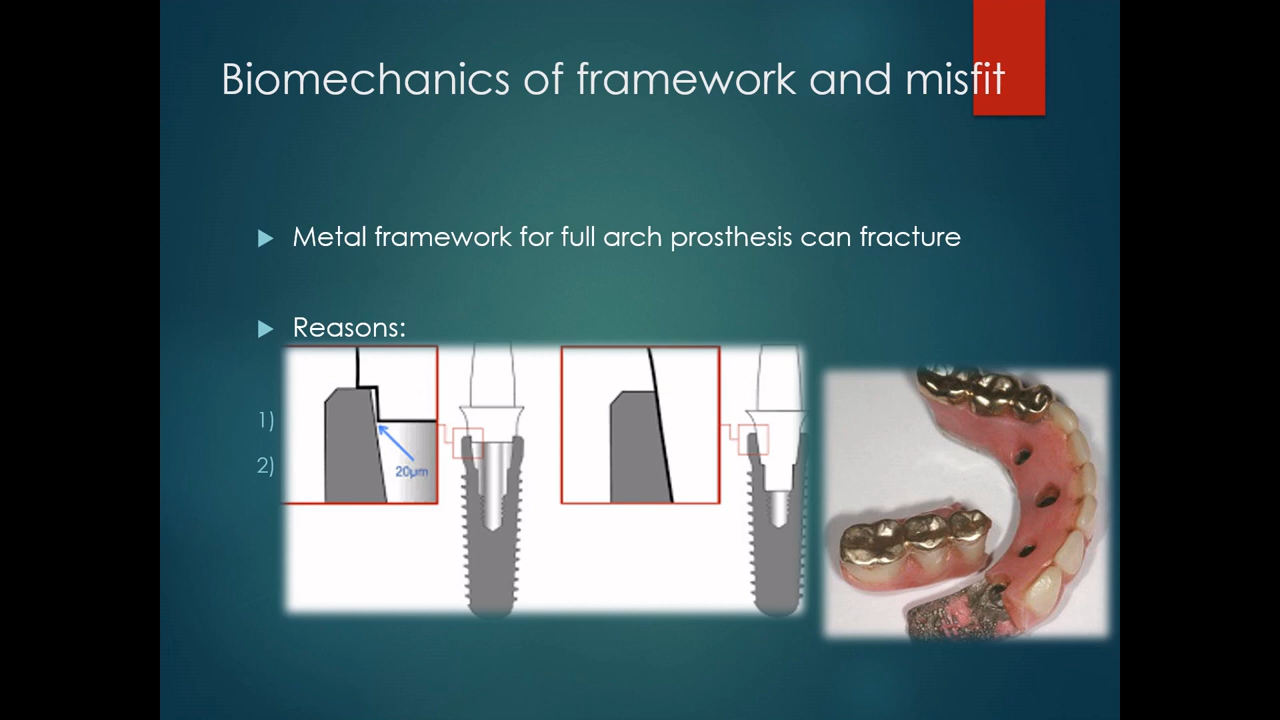 Biomechanics of framework and misfit
Metal framework for full arch prosthesis can fracture
Reasons:
1)
2)
20µm